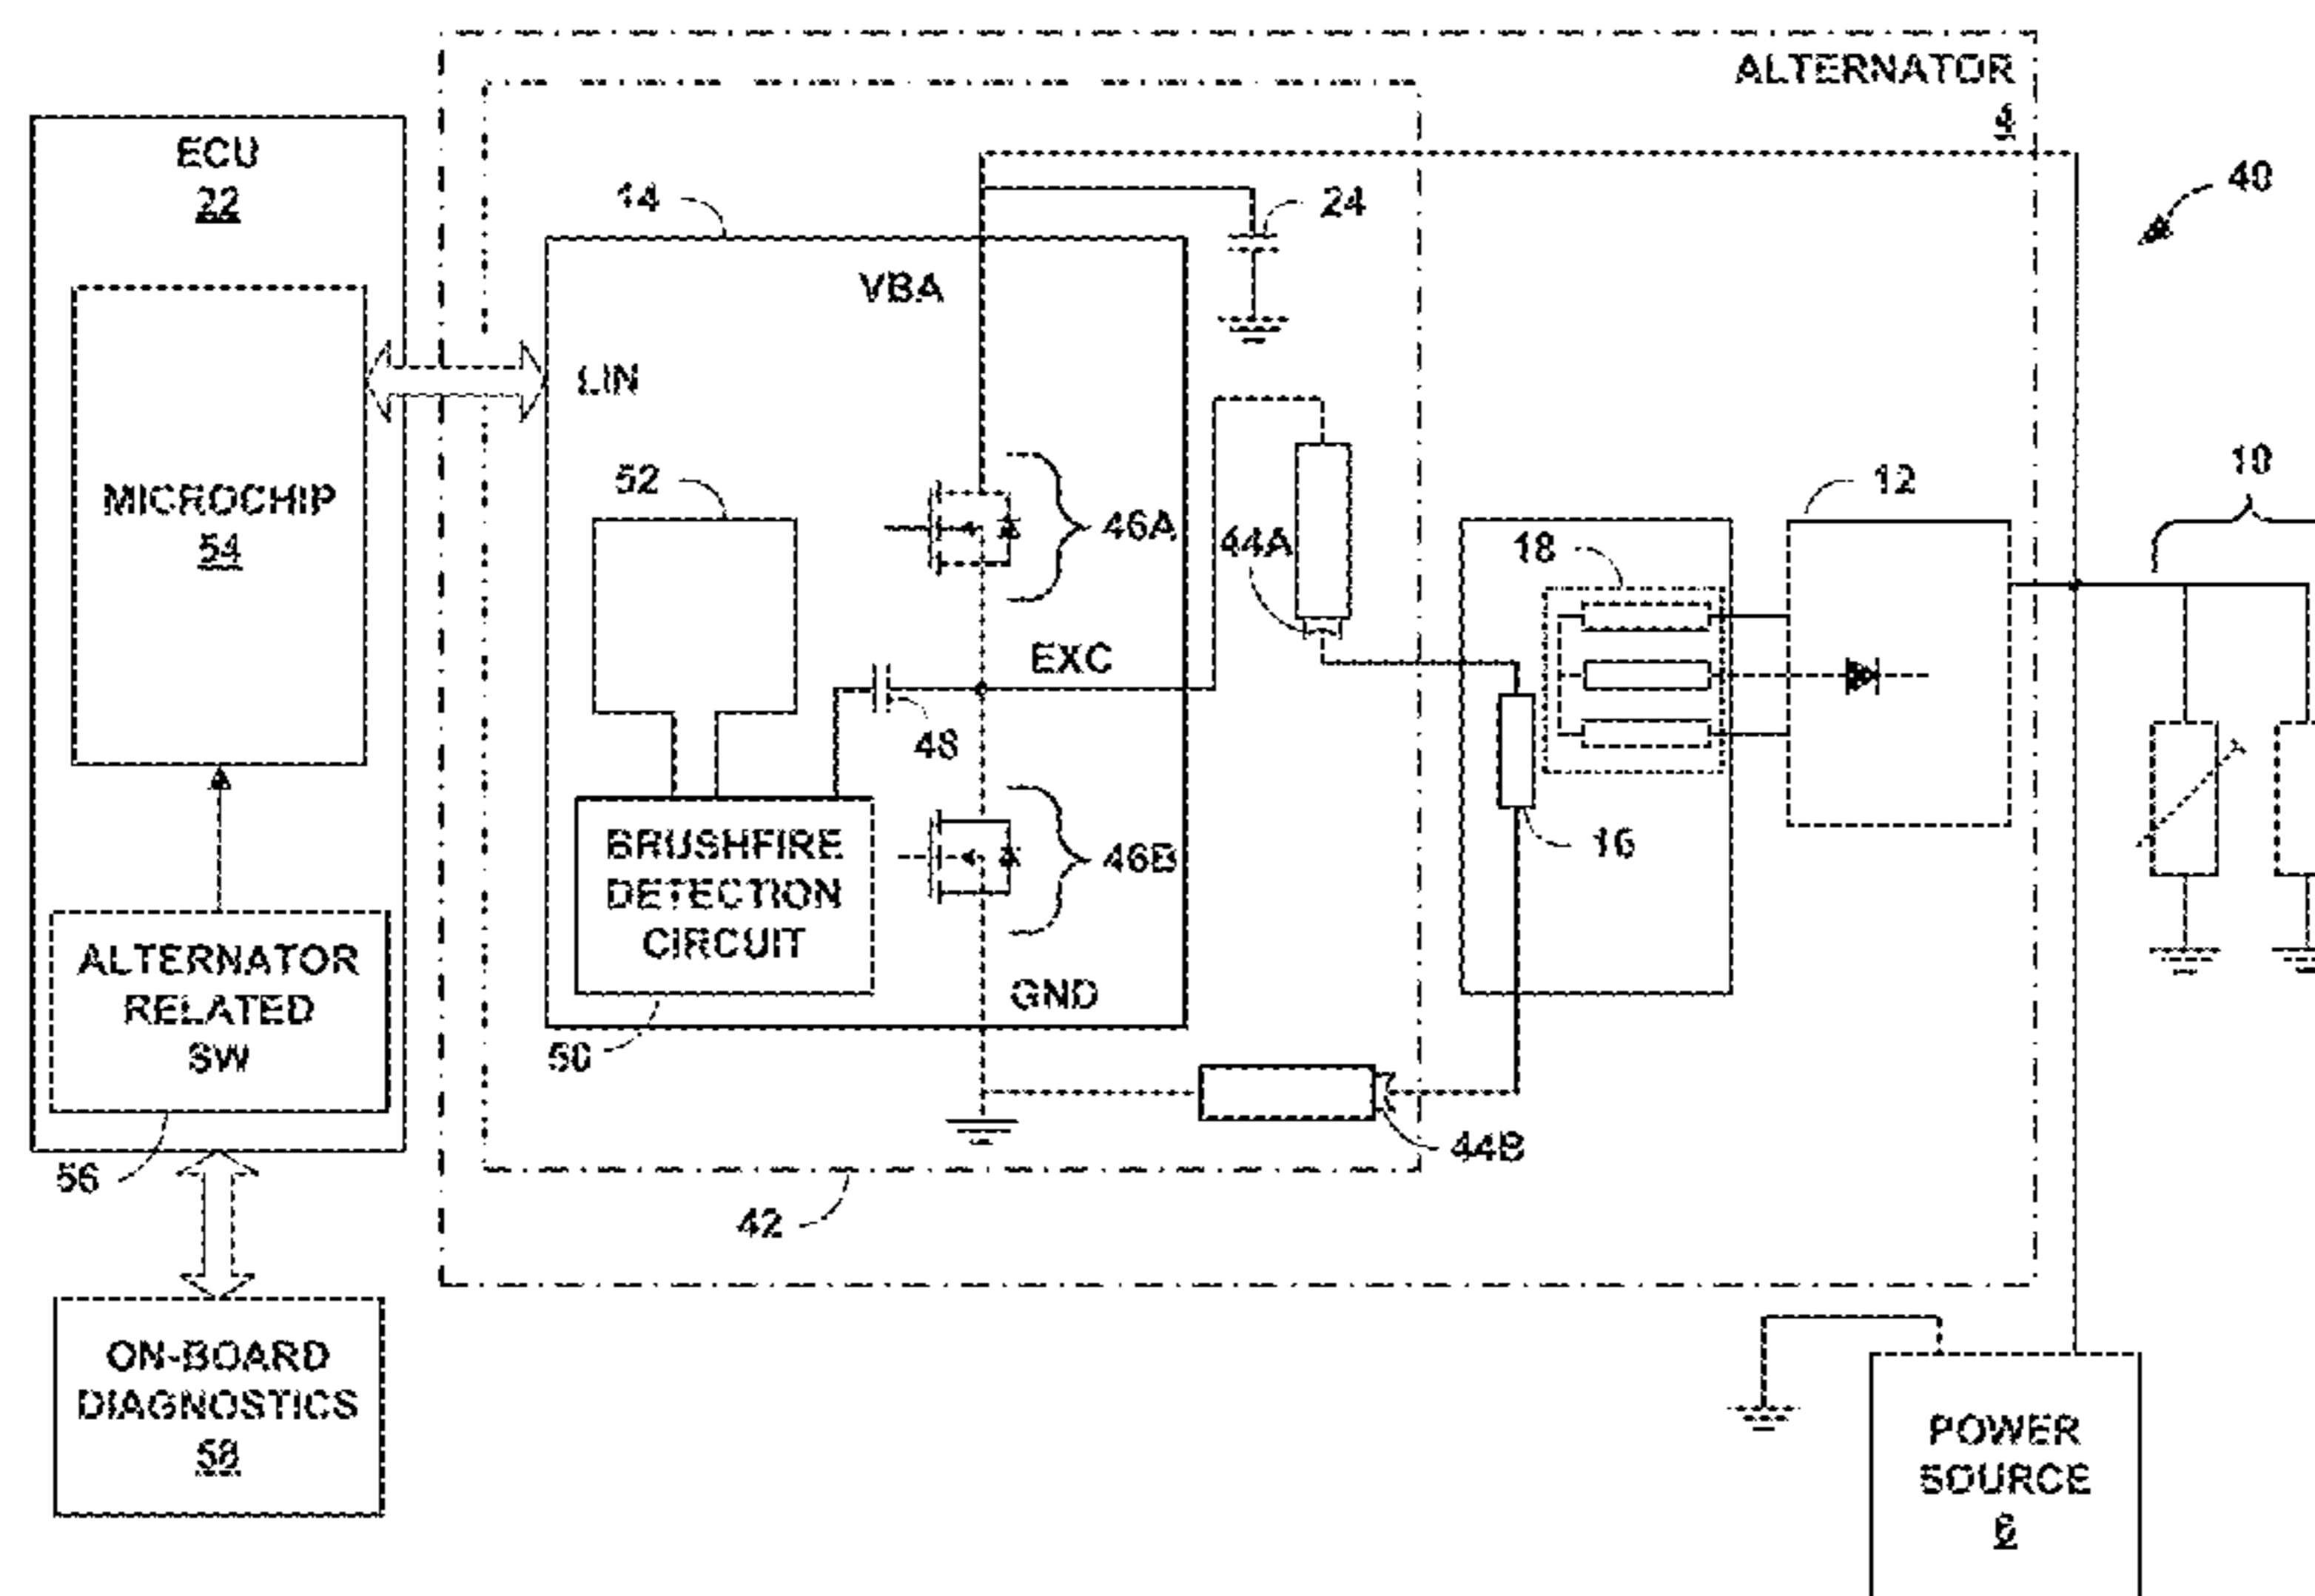 ALTERNATOR
4
ECU
22
40
14
24
VBA
LIN
MICROCHIP
54
52
46A
44A
18
12
10
EXC
48
16
BRUSHFIRE
DETECTION
CIRCUIT
46B
ALTERNATOR
RELATED
SW
GND
50
44B
56
42
ON-BOARD
DIAGNOSTICS
58
POWER
SOURCE
6